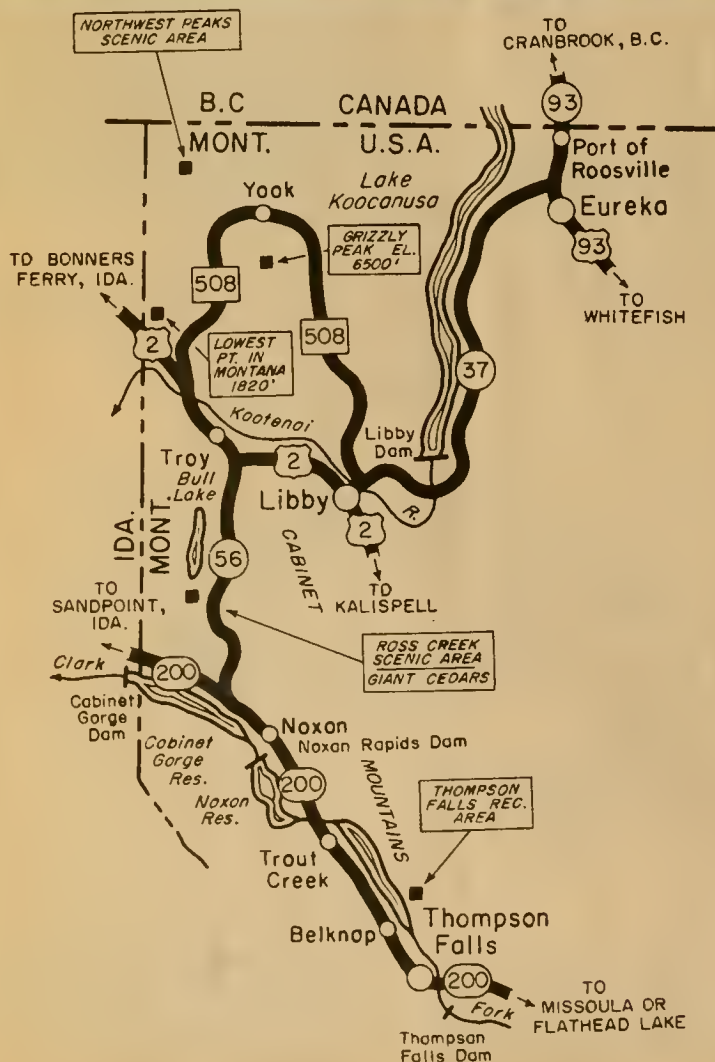 NORTHWEST PEAKS
SCENIC AREA
TO
CRANBROOK, B.C.
93
B.C
CANADA
MONT.
U.S.A.
Port of
Roosville
Lake
Koocanusa
Yaak
Eureka
93
GRIZZLY
PEAK EL.
6500'
TO BONNERS
FERRY, IDA.
508
TO
WHITEFISH
2
LOWEST
PT. IN
MONTANA
1820'
508
37
Kootenai
Libby
Dam
Troy
2
Bull
Lake
Libby
R.
2
IDA.
MONT
56
CABINET
TO
KALISPELL
TO
SANDPOINT,
IDA.
ROSS CREEK
SCENIC AREA
GIANT CEDARS
Clark
200
Cabinet
Gorge
Dam
Noxon
Noxon Rapids Dam
Cabinet
Gorge
Res.
MOUNTAINS
Noxon
Res.
200
THOMPSON
FALLS REC.
AREA
Trout
Creek
Belknap
Thompson
Falls
200
TO
MISSOULA OR
FLATHEAD LAKE
Fork
Thompson
Falls Dam